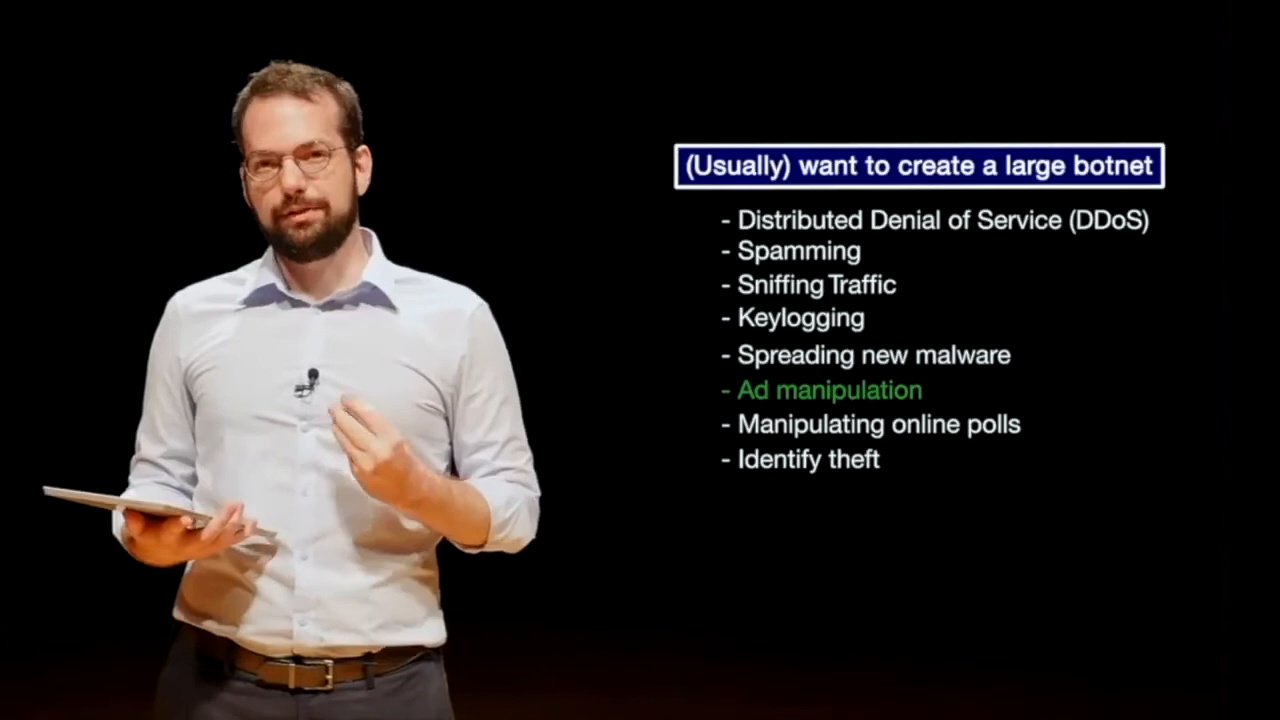 (Usually) want to create a large botnet
- Distributed Denial of Service (DDoS)
- Spamming
- Sniffing Traffic
- Keylogging
- Spreading new malware
- Ad manipulation
- Manipulating online polls
- Identify theft